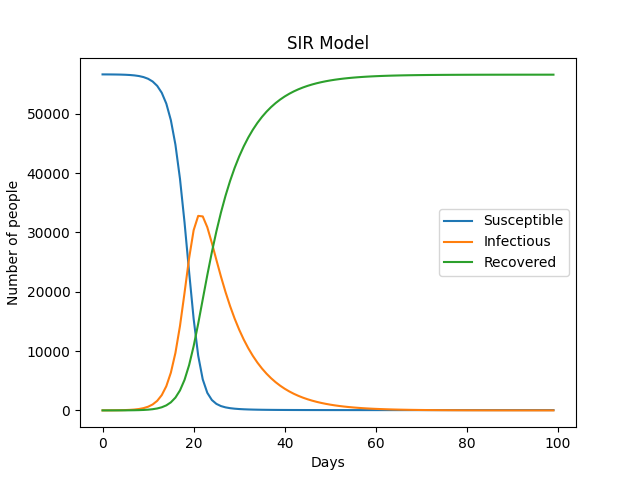 SIR Model
Number of people
50000
40000
30000
20000
10000
0
Susceptible
Infectious
Recovered
0 20 40 60 80 100
Days